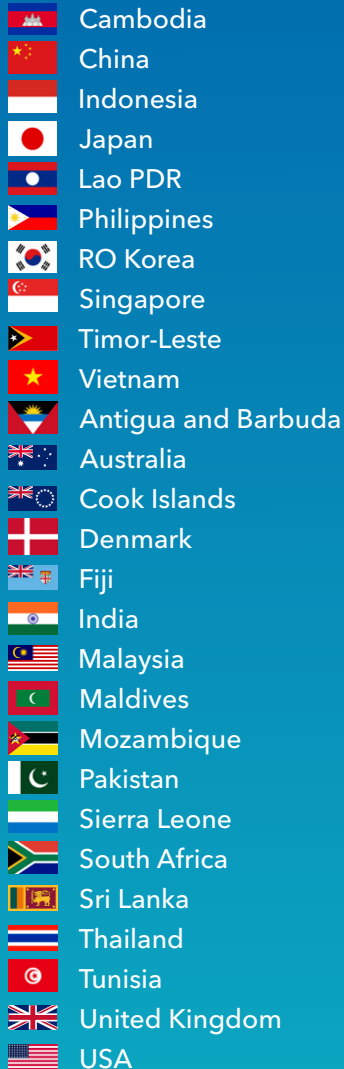 Cambodia
China
Indonesia
Japan
Lao PDR
Philippines
RO Korea
Singapore
Timor-Leste
Vietnam
Antigua and Barbuda
Australia
Cook Islands
Denmark
Fiji
India
Malaysia
Maldives
Mozambique
Pakistan
Sierra Leone
South Africa
Sri Lanka
Thailand
Tunisia
United Kingdom
USA